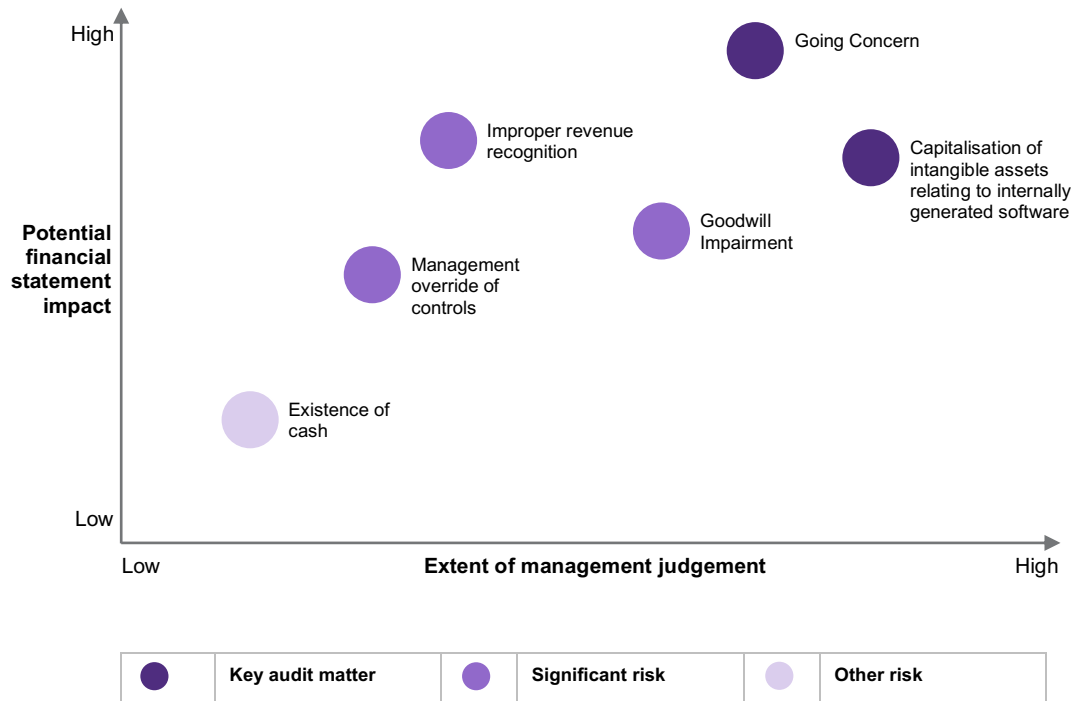 High
Going Concern
Improper revenue
recognition
Capitalisation of
intangible assets
relating to internally
generated software
Goodwill
Impairment
Potential
financial
statement
impact
Management
override of
controls
Existence of
cash
Low
Low
Extent of management judgement
High
Key audit matter
Significant risk
Other risk